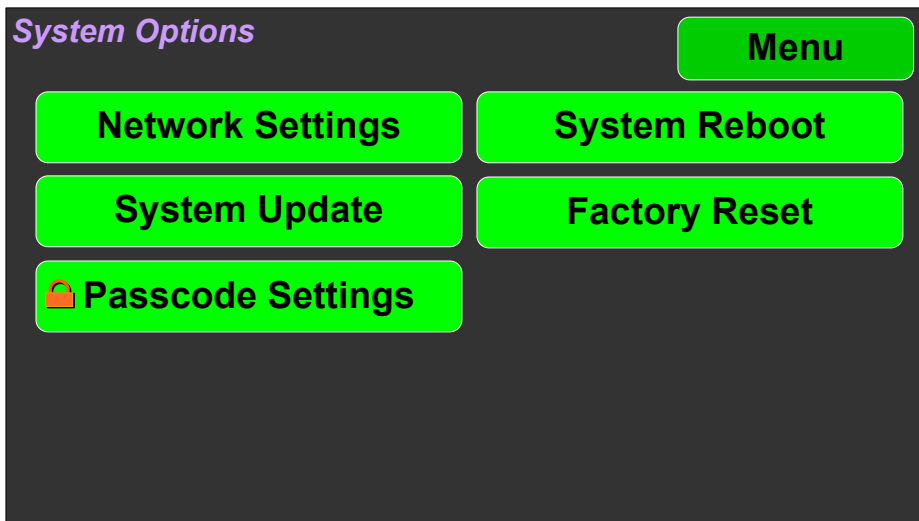 System Options
Menu
Network Settings
System Reboot
System Update
Factory Reset
Passcode Settings